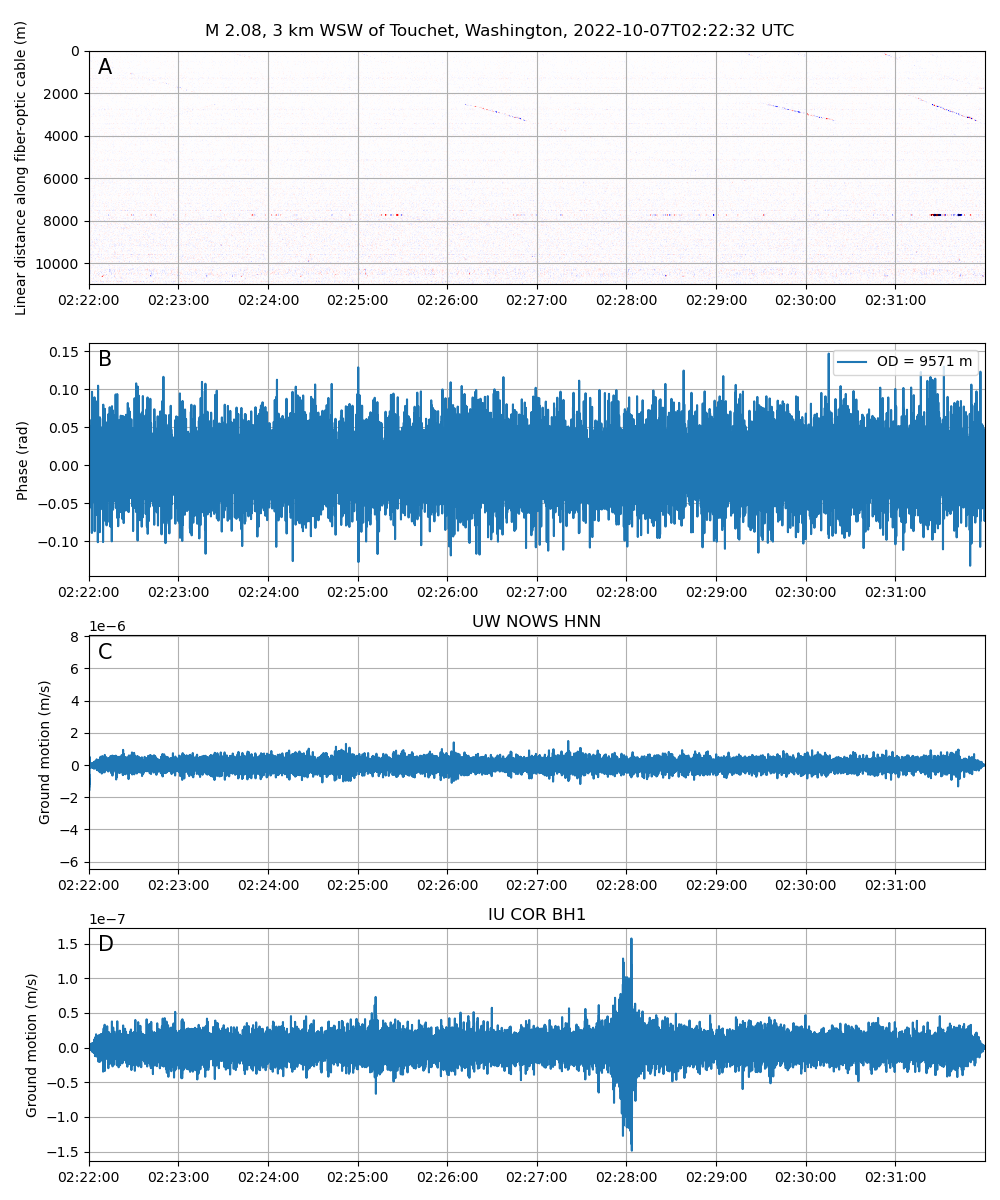 M 2.08, 3 km WSW of Touchet, Washington, 2022-10-07T02:22:32 UTC
A
Linear distance along fiber-optic cable (m)
0
2000
4000
6000
8000
10000
02:22:00 02:23:00 02:24:00 02:25:00 02:26:00 02:27:00 02:28:00 02:29:00 02:30:00 02:31:00
B
OD = 9571 m
Phase (rad)
0.15
0.10
0.05
0.00
−0.05
−0.10
02:22:00 02:23:00 02:24:00 02:25:00 02:26:00 02:27:00 02:28:00 02:29:00 02:30:00 02:31:00
UW NOWS HNN
1e−6
C
Ground motion (m/s)
8
6
4
2
0
−2
−4
−6
02:22:00 02:23:00 02:24:00 02:25:00 02:26:00 02:27:00 02:28:00 02:29:00 02:30:00 02:31:00
IU COR BH1
1e−7
D
Ground motion (m/s)
1.5
1.0
0.5
0.0
−0.5
−1.0
−1.5
02:22:00 02:23:00 02:24:00 02:25:00 02:26:00 02:27:00 02:28:00 02:29:00 02:30:00 02:31:00